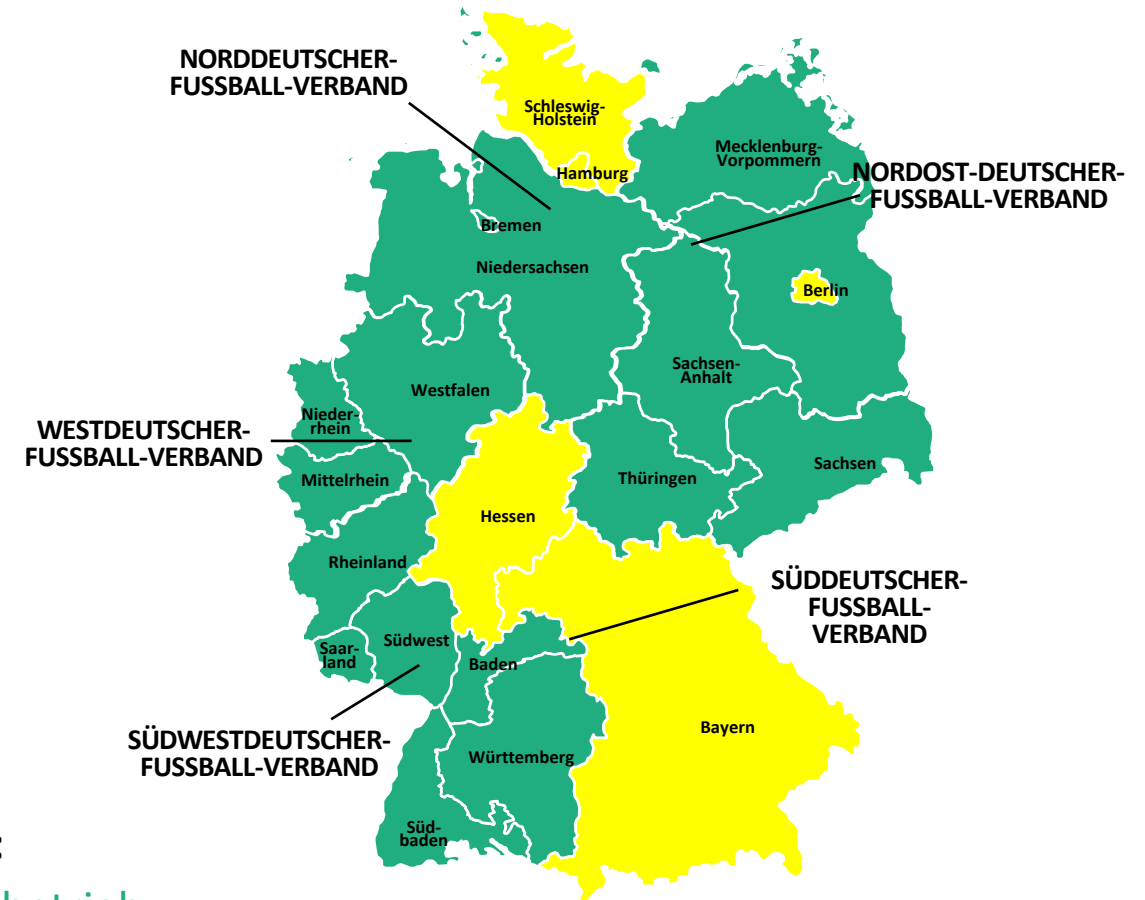 NORDDEUTSCHER-
FUSSBALL-VERBAND
Schleswig-
Holstein
Hamburg
Mecklenburg-
Vorpommern
NORDOST-DEUTSCHER-
FUSSBALL-VERBAND
Bremen
Niedersachsen
Berlin
Sachsen-
Anhalt
Westfalen
Nieder-
rhein
WESTDEUTSCHER-
FUSSBALL-VERBAND
Mittelrhein
Thüringen
Sachsen
Hessen
Rheinland
SÜDDEUTSCHER-
FUSSBALL-
VERBAND
Saar-
land
Südwest
Baden
SÜDWESTDEUTSCHER-
FUSSBALL-VERBAND
Bayern
Württemberg
Süd-
baden
: